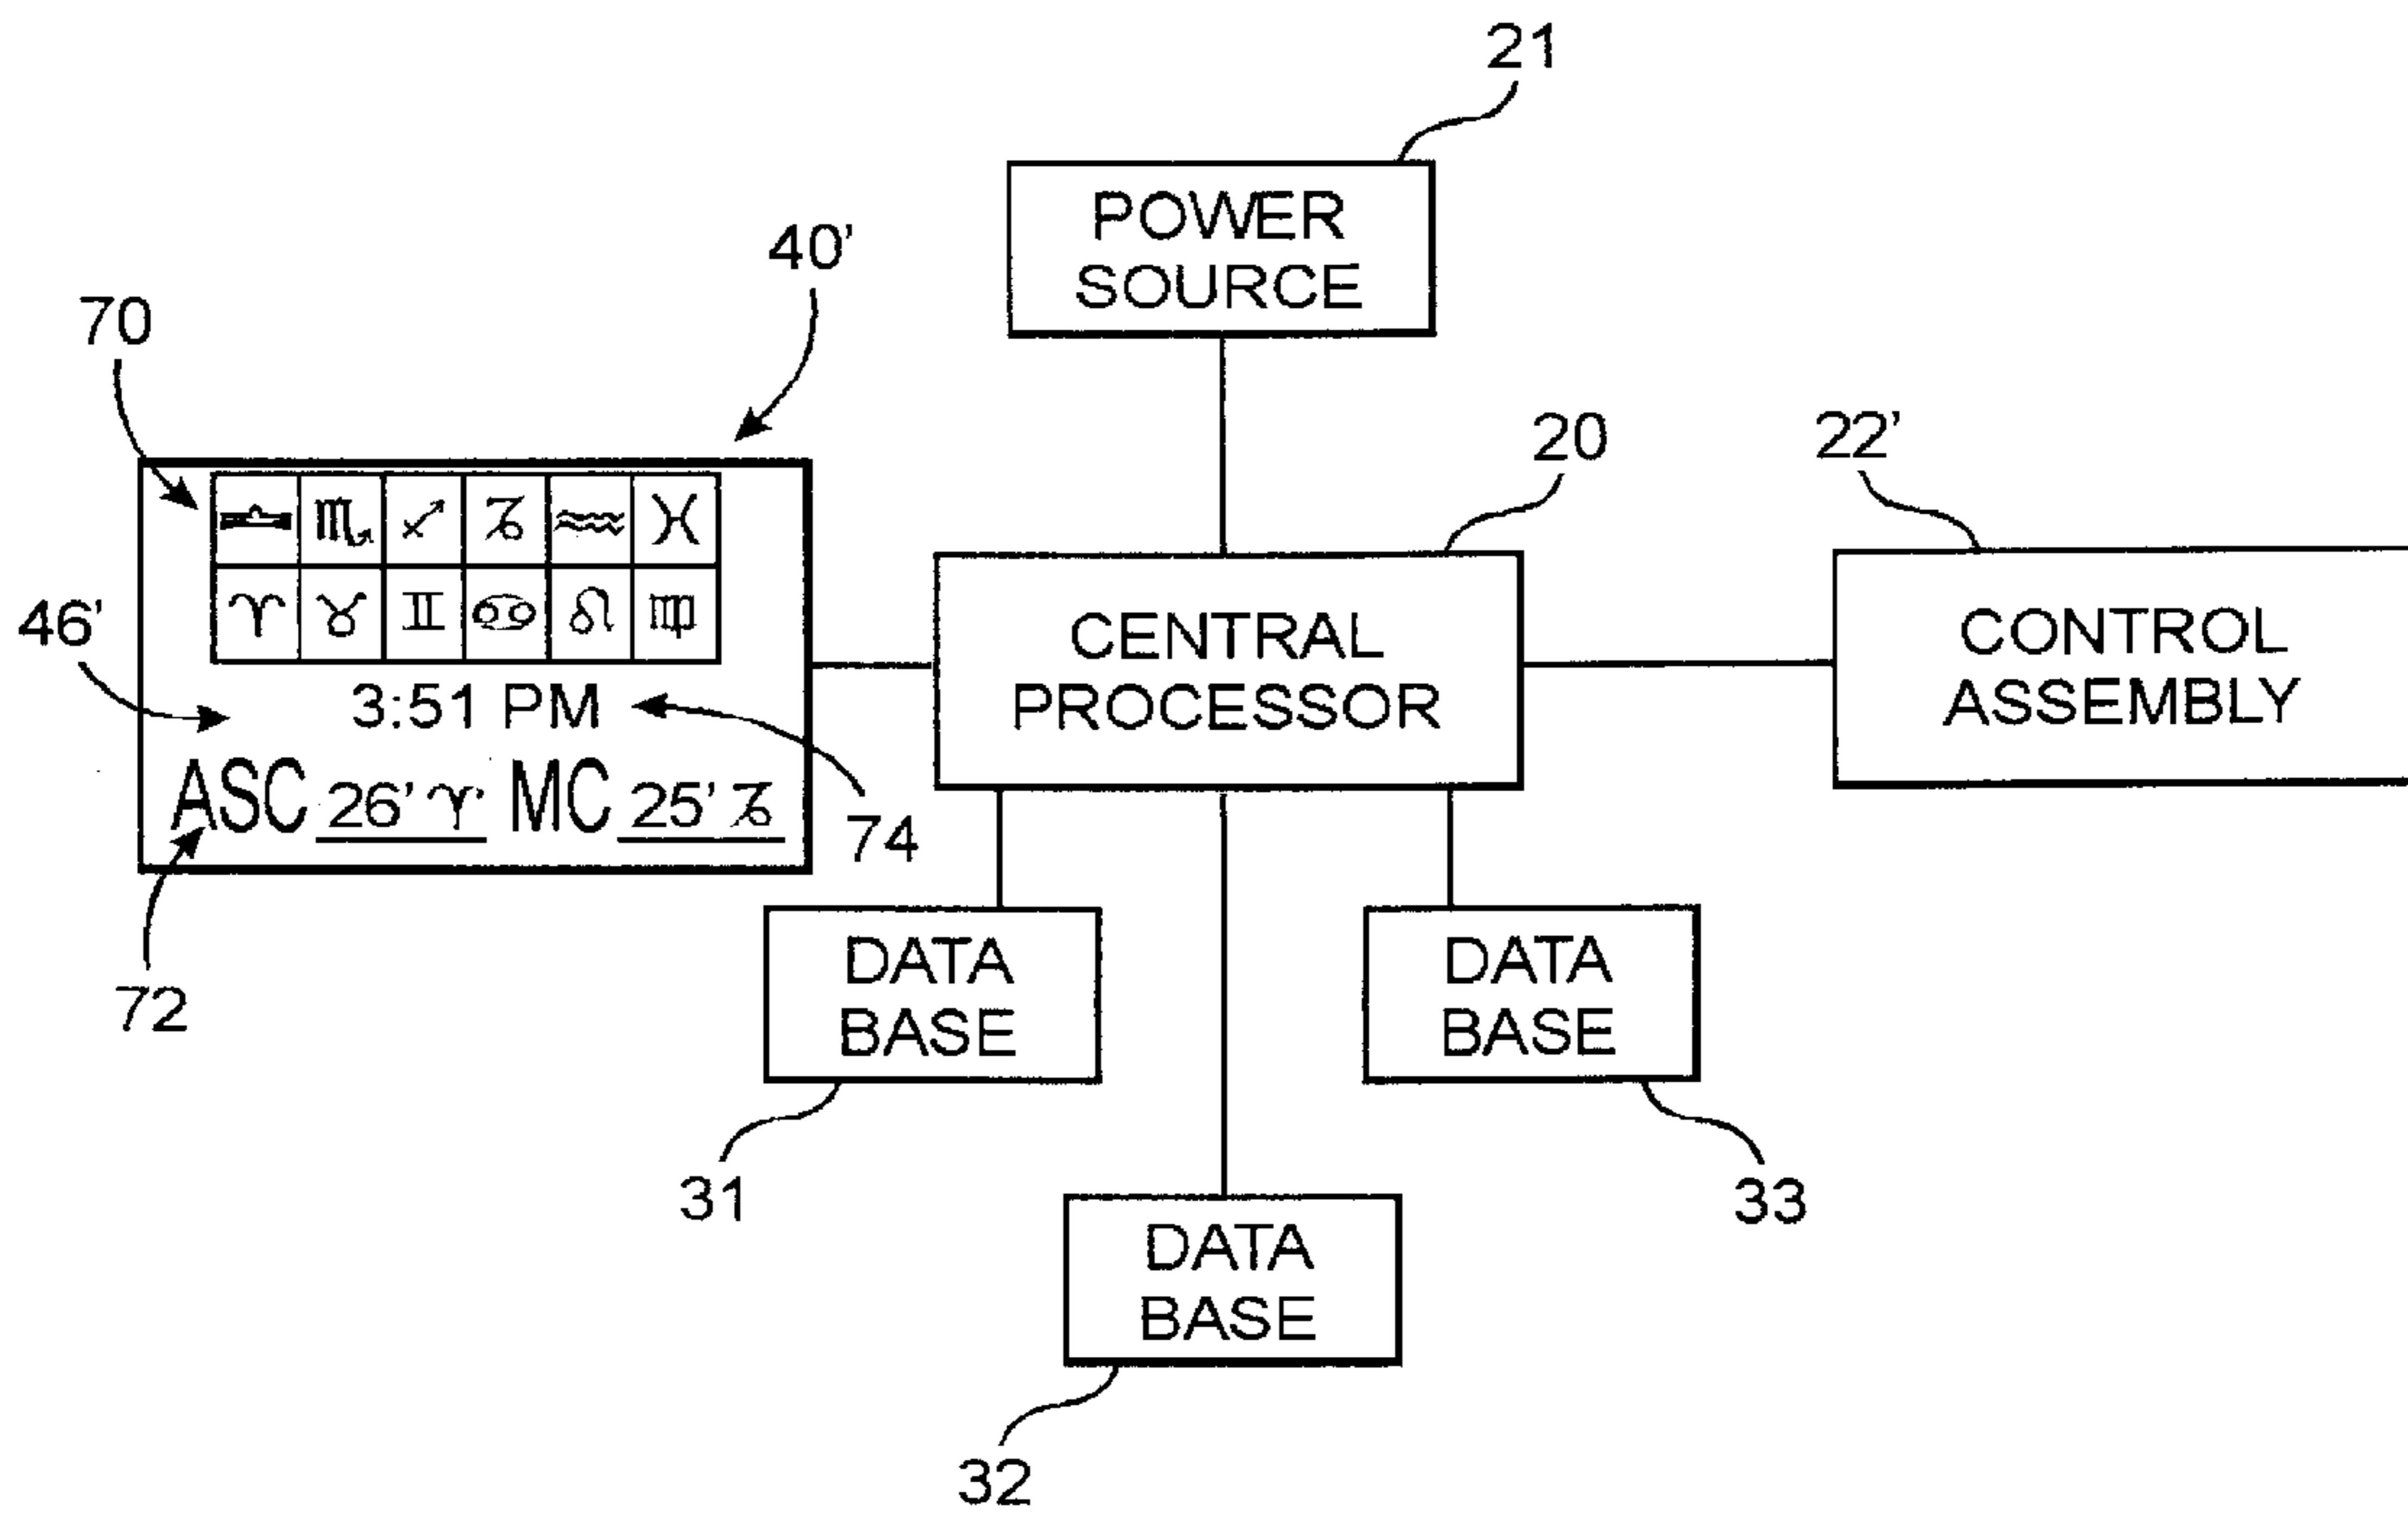 21
POWER
SOURCE
40’
70
20
22’
♎ ♏ ♐ ♑ ♒ ♓
♈ ♉ ♊ ♋ ♌ ♍
46’
CENTRAL
PROCESSOR
CONTROL
ASSEMBLY
3:51 PM
ASC 26’ ♈ MC 25’ ♑
74
72
DATA
BASE
DATA
BASE
31
33
DATA
BASE
32